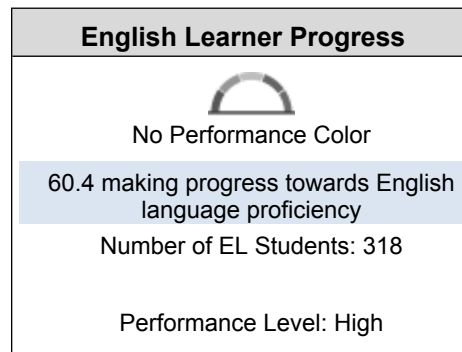 English Learner Progress
No Performance Color
60.4 making progress towards English
language proficiency
Number of EL Students: 318
Performance Level: High